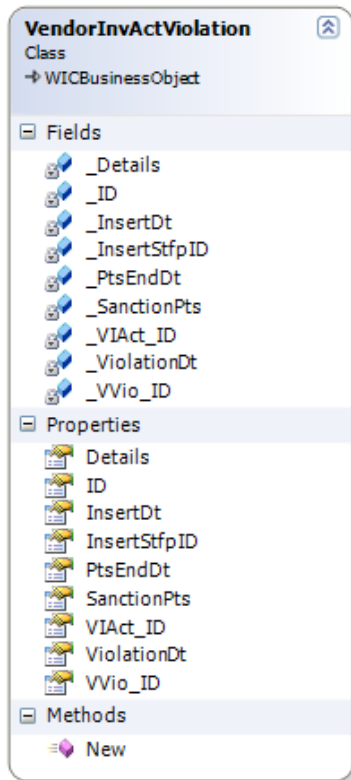 VendorInvActViolation
Class
WICBusinessObject
Fields
_Details
_ID
_InsertDt
_InsertStfpID
_PtsEndDt
_SanctionPts
_VIAct_ID
_ViolationDt
_VVio_ID
Properties
Details
ID
InsertDt
InsertStfpID
PtsEndDt
SanctionPts
VIAct_ID
ViolationDt
VVio_ID
Methods
New